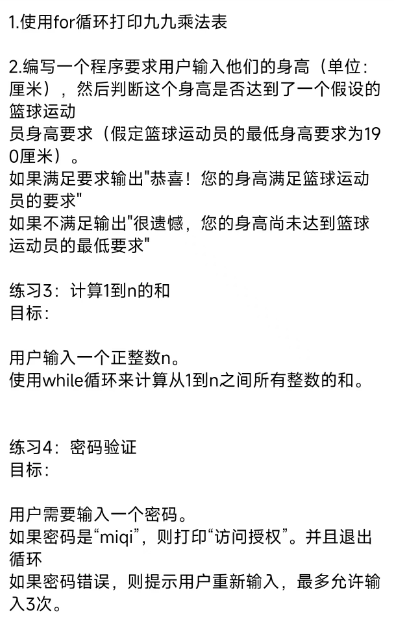 1.使用for循环打印九九乘法表
2.编写一个程序要求用户输入他们的身高（单位：
厘米），然后判断这个身高是否达到了一个假设的
篮球运动
员身高要求（假定篮球运动员的最低身高要求为19
0厘米）。
如果满足要求输出"恭喜！您的身高满足篮球运动
员的要求"
如果不满足输出"很遗憾，您的身高尚未达到篮球
运动员的最低要求"
练习3：计算1到n的和
目标：
用户输入一个正整数n。
使用while循环来计算从1到n之间所有整数的和。
练习4：密码验证
目标：
用户需要输入一个密码。
如果密码是“miqi”，则打印“访问授权”。并且退出
循环
如果密码错误，则提示用户重新输入，最多允许输
入3次。